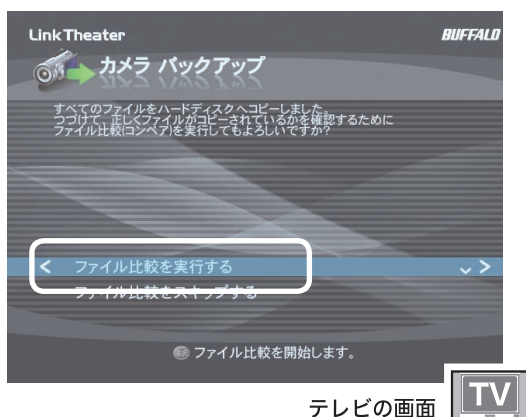 LinkTheater
BUFFALO
カメラ バックアップ
すべてのファイルをハードディスクへコピーしました。
つづけて、正しくファイルがコピーされているかを確認するために
ファイル比較(コンペア)を実行してもよろしいですか?
ファイル比較を実行する
ファイル比較をスキップする
ファイル比較を開始します。
テレビの画面
TV